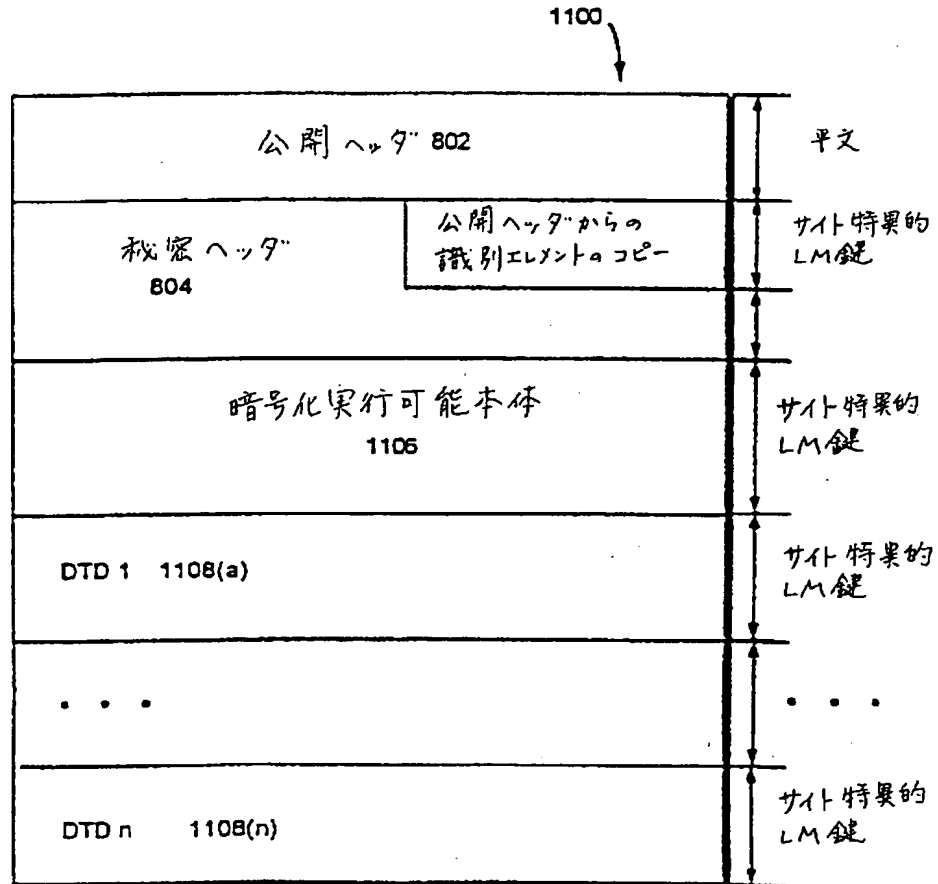 1100
公開ヘッダ 802
平文
秘密ヘッダ
804
公開ヘッダからの
識別エレメントのコピー
サイト特異的
LM鍵
暗号化実行可能本体
1106
サイト特異的
LM鍵
DTD 1 1108(a)
サイト特異的
LM鍵
• • •
• • •
DTD n 1108(n)
サイト特異的
LM鍵